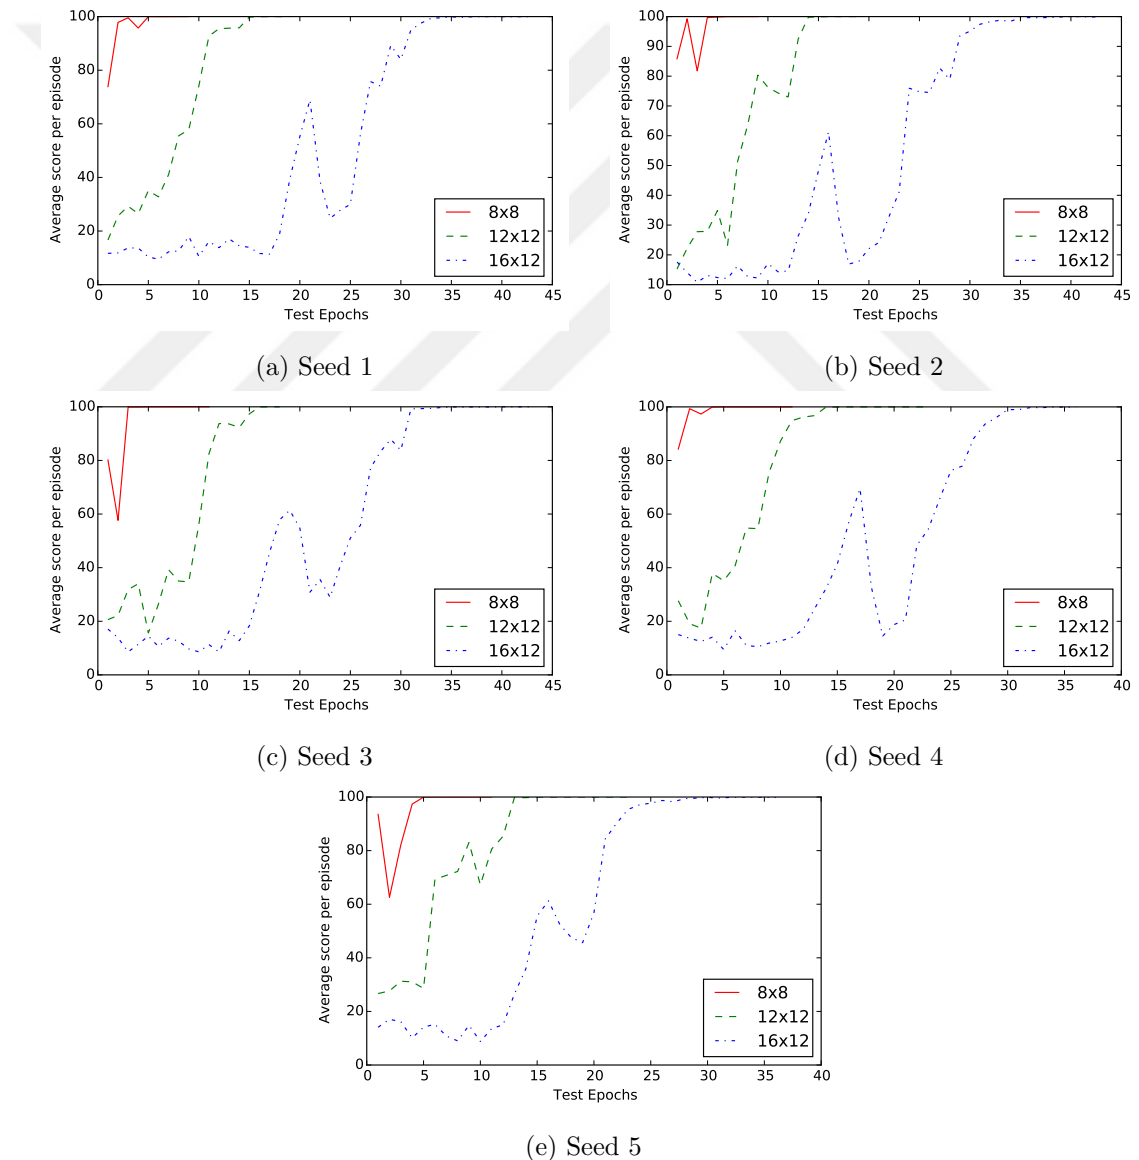 100
80
60
40
20
0
Average score per episode
8x8
12x12
16x12
0 5 10 15 20 25 30 35 40 45
Test Epochs
(a) Seed 1
100
90
80
70
60
50
40
30
20
10
Average score per episode
8x8
12x12
16x12
0 5 10 15 20 25 30 35 40 45
Test Epochs
(b) Seed 2
100
80
60
40
20
0
Average score per episode
8x8
12x12
16x12
0 5 10 15 20 25 30 35 40 45
Test Epochs
(c) Seed 3
100
80
60
40
20
0
Average score per episode
8x8
12x12
16x12
0 5 10 15 20 25 30 35 40
Test Epochs
(d) Seed 4
100
80
60
40
20
0
Average score per episode
8x8
12x12
16x12
0 5 10 15 20 25 30 35 40
Test Epochs
(e) Seed 5